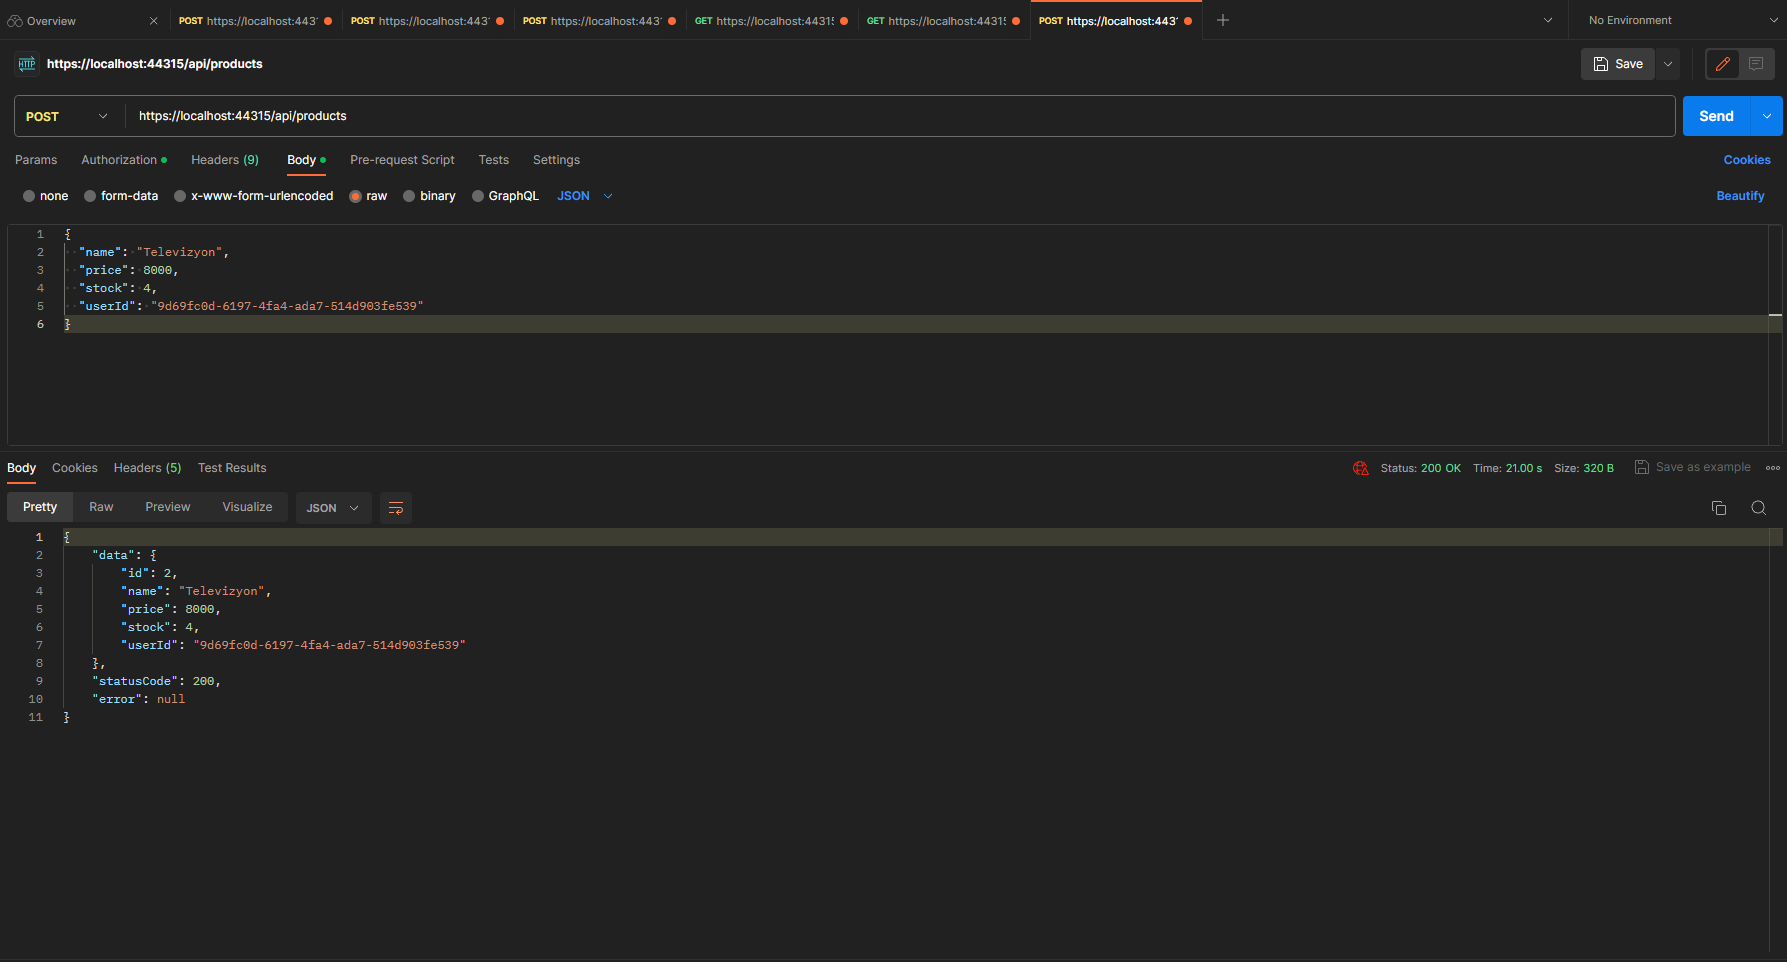 Overview
POST https://localhost:443
POST https://localhost:443
POST https://localhost:443
GET https://localhost:44315
GET https://localhost:44315
POST https://localhost:443
No Environment
HTTP https://localhost:44315/api/products
Save
POST https://localhost:44315/api/products
Send
Params Authorization Headers (9) Body Pre-request Script Tests Settings Cookies
none form-data x-www-form-urlencoded raw binary GraphQL JSON Beautify
1 {
2 "name": "Televizyon",
3 "price": 8000,
4 "stock": 4,
5 "userId": "9d69fc0d-6197-4fa4-ada7-514d903fe539"
6 }
Body Cookies Headers (5) Test Results Status: 200 OK Time: 21.00 s Size: 320 B Save as example
Pretty Raw Preview Visualize JSON
1 {
2 "data": {
3 "id": 2,
4 "name": "Televizyon",
5 "price": 8000,
6 "stock": 4,
7 "userId": "9d69fc0d-6197-4fa4-ada7-514d903fe539"
8 },
9 "statusCode": 200,
10 "error": null
11 }